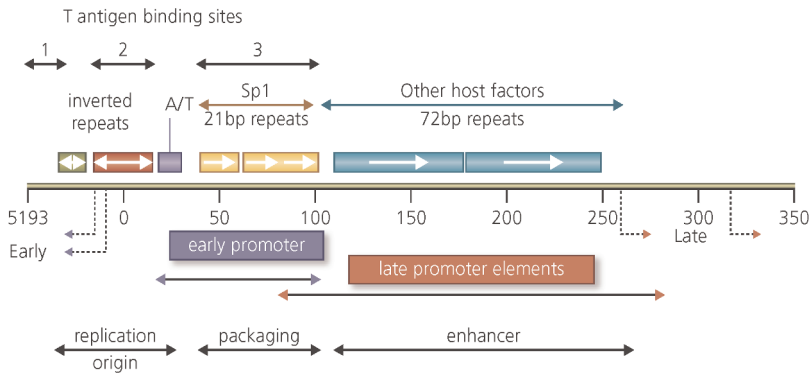 T antigen binding sites
1
2
3
inverted
repeats
A/T
Sp1
21bp repeats
Other host factors
72bp repeats
5193
0
50
100
150
200
250
300
350
Early
Late
early promoter
late promoter elements
replication
origin
packaging
enhancer